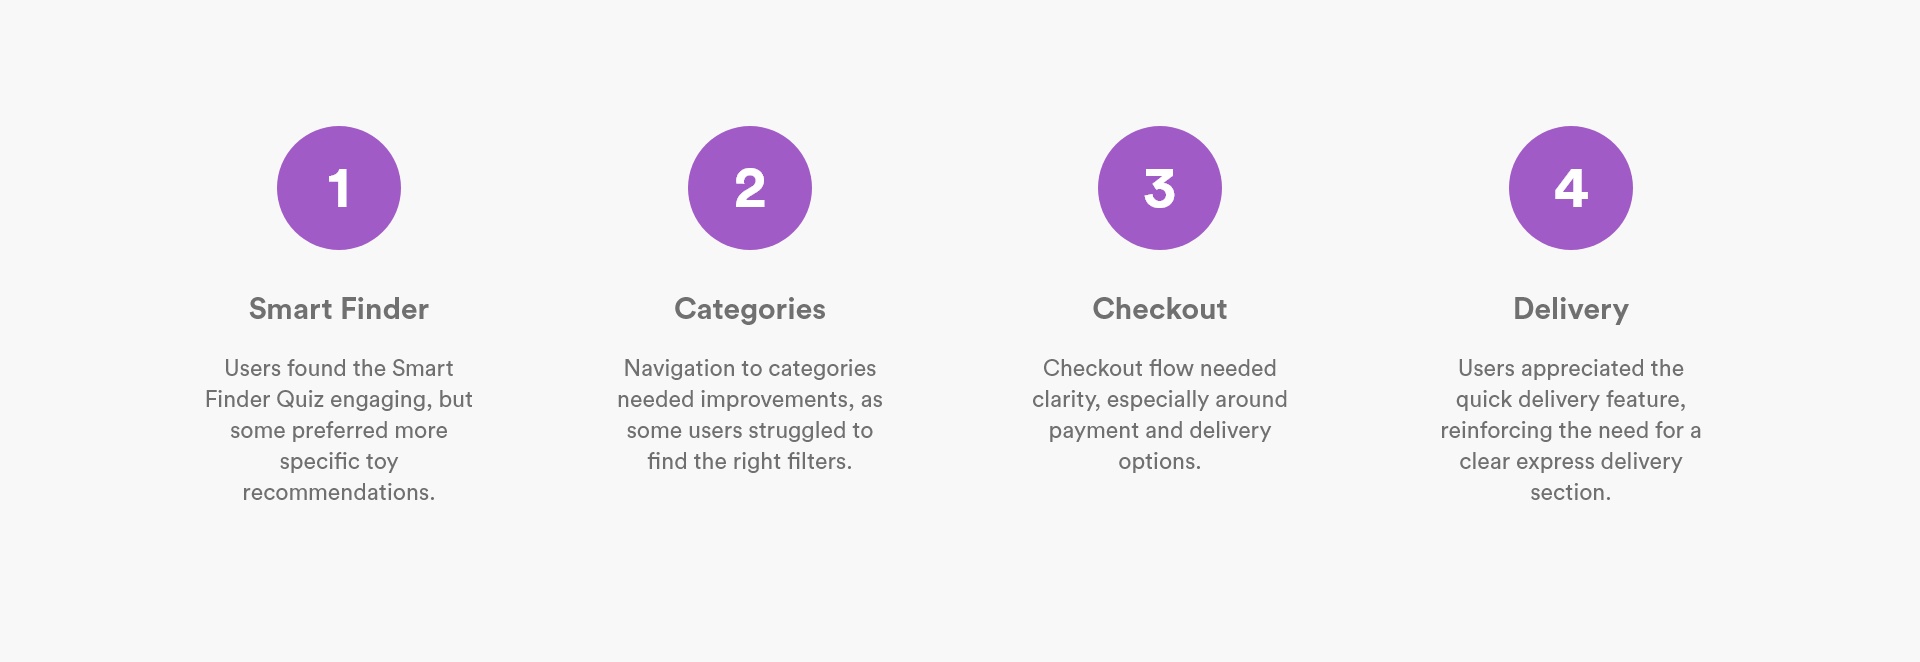 1
Smart Finder
Users found the Smart
Finder Quiz engaging, but
some preferred more
specific toy
recommendations.
2
Categories
Navigation to categories
needed improvements, as
some users struggled to
find the right filters.
3
Checkout
Checkout flow needed
clarity, especially around
payment and delivery
options.
4
Delivery
Users appreciated the
quick delivery feature,
reinforcing the need for a
clear express delivery
section.